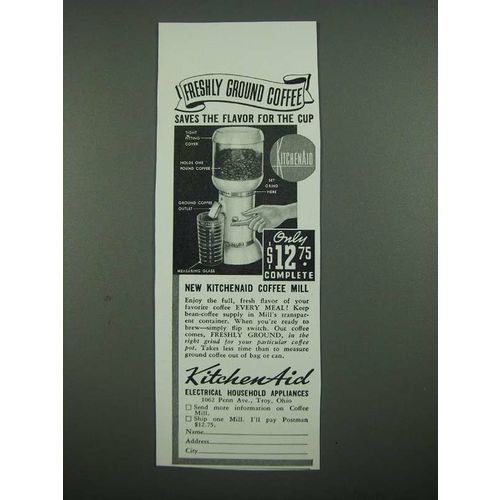 FRESHLY GROUND COFFEE
SAVES THE FLAVOR FOR THE CUP
TIGHT FITTING COVER
KITCHENAID
HOLDS ONE POUND COFFEE
SET GRIND HERE
GROUND COFFEE OUTLET
MEASURING GLASS
Only
$12.75
COMPLETE
NEW KITCHENAID COFFEE MILL
Enjoy the full, fresh flavor of your
favorite coffee EVERY MEAL! Keep
bean-coffee supply in Mill's transpar-
ent container. When you're ready to
brew—simply flip switch. Out coffee
comes, FRESHLY GROUND, in the
right grind for your particular coffee
pot. Takes less time than to measure
ground coffee out of bag or can.
KitchenAid
ELECTRICAL HOUSEHOLD APPLIANCES
1062 Penn Ave., Troy, Ohio
Send more information on Coffee
Mill.
Ship one Mill. I'll pay Postman
$12.75.
Name
Address
City